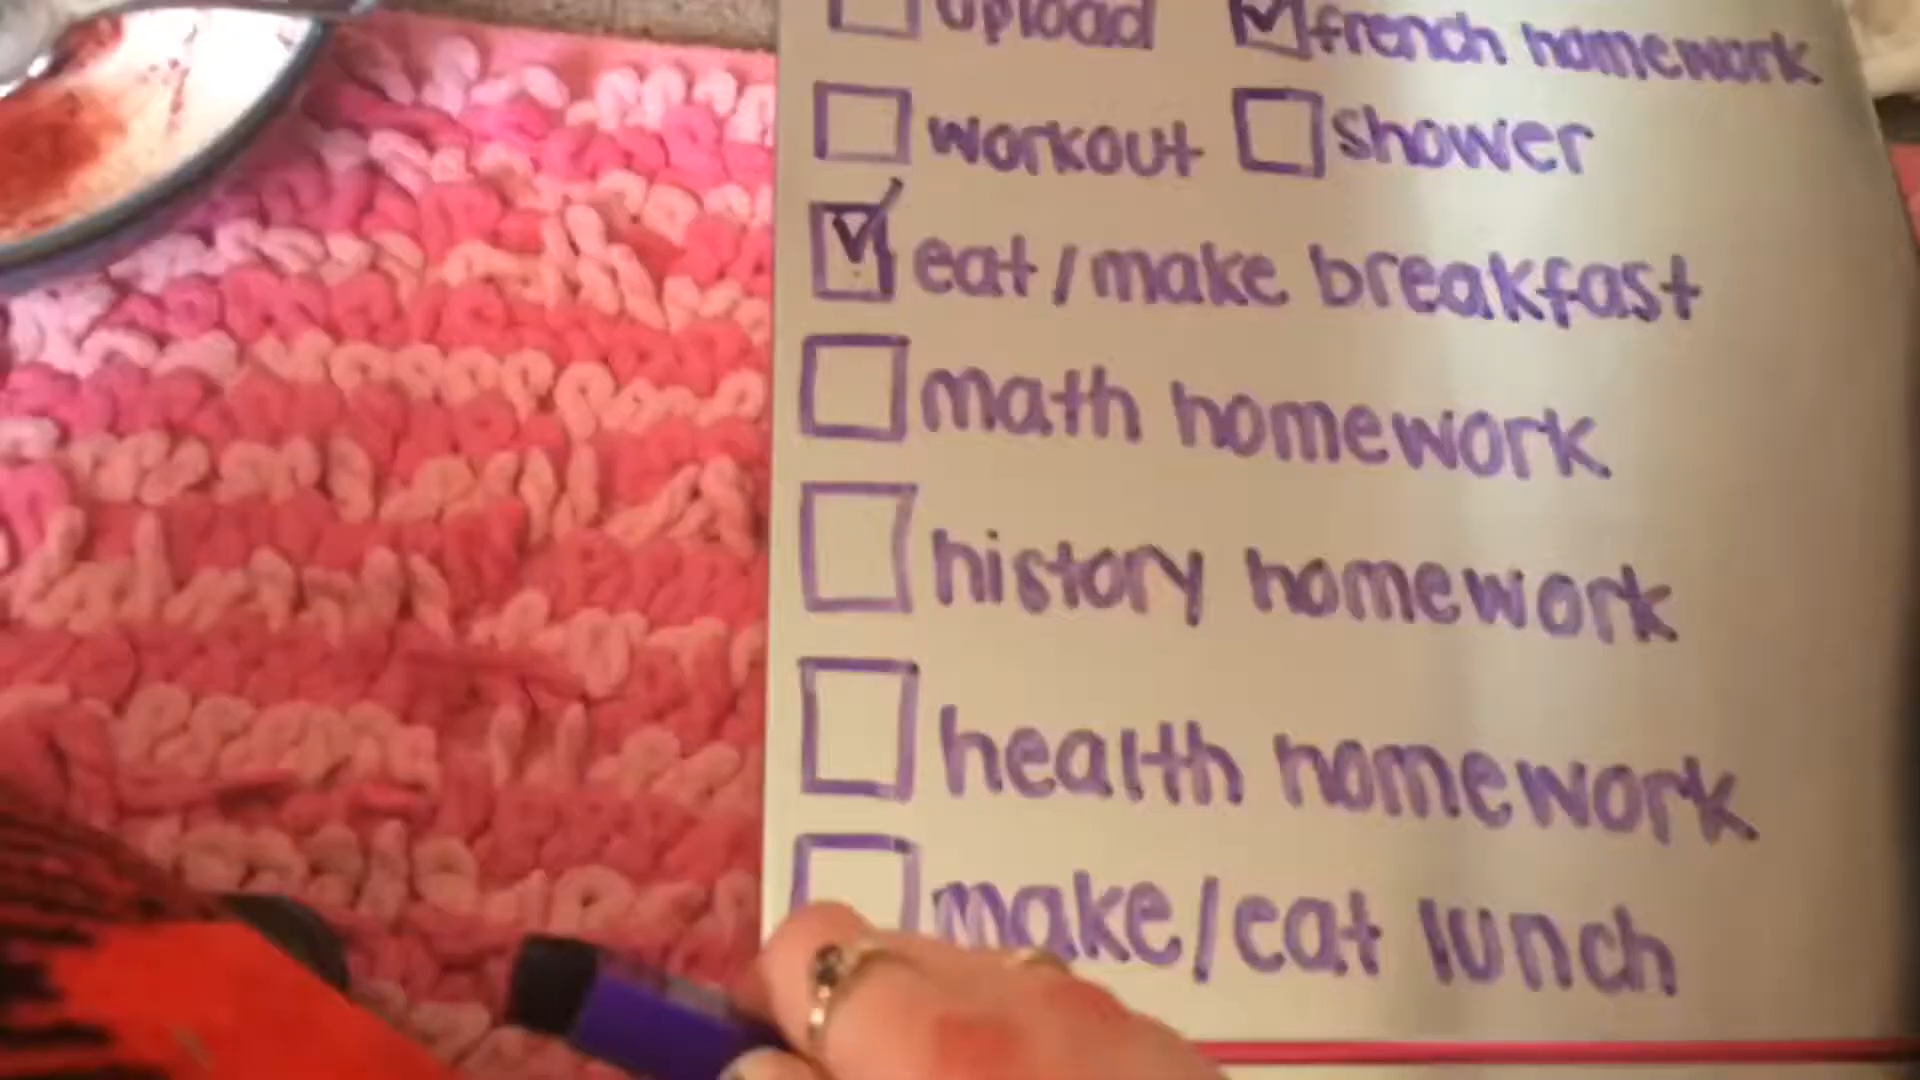 upload french homework
workout shower
eat/make breakfast
math homework
history homework
health homework
make/eat lunch